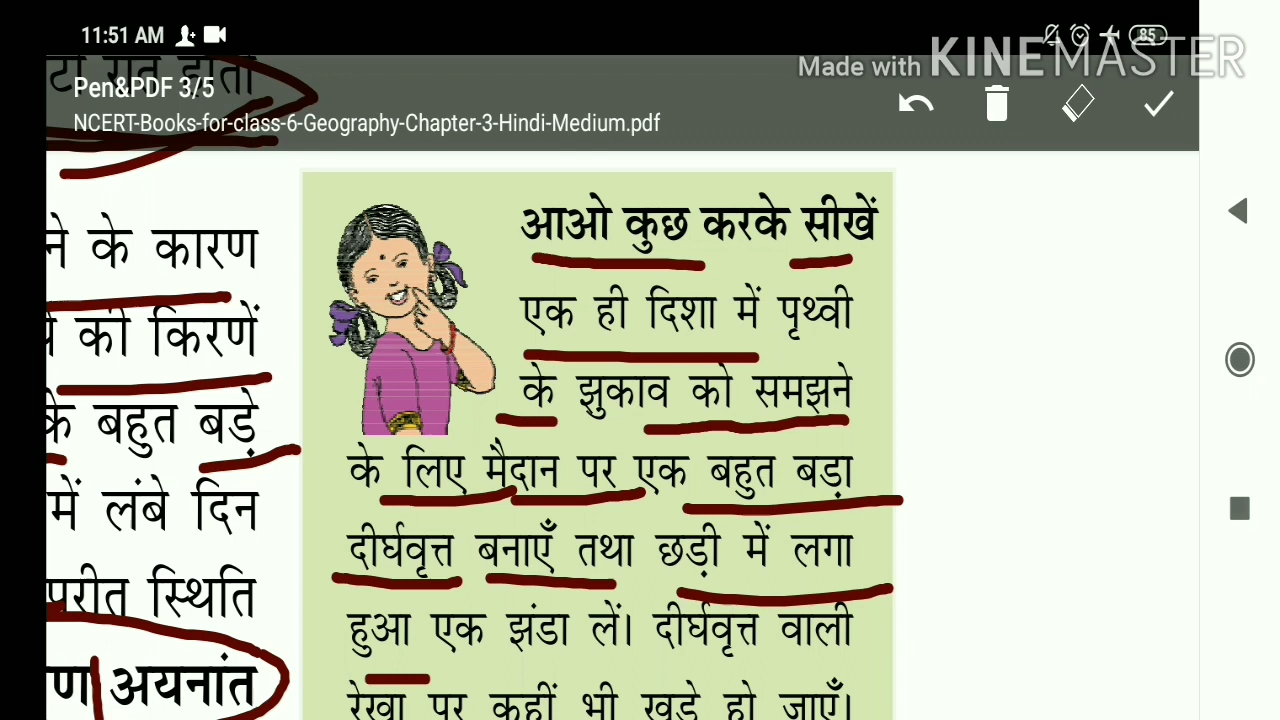 11:51 AM
85
Made with KINEMASTER
Pen&PDF 3/5
NCERT-Books-for-class-6-Geography-Chapter-3-Hindi-Medium.pdf
रात होती
ने के कारण
की किरणें
के बहुत बड़े
में लंबे दिन
स्थिति
अयनांत
आओ कुछ करके सीखें
एक ही दिशा में पृथ्वी
के झुकाव को समझने
के लिए मैदान पर एक बहुत बड़ा
दीर्घवृत्त बनाएँ तथा छड़ी में लगा
हुआ एक झंडा लें। दीर्घवृत्त वाली
रेखा पर कहीं भी खड़े हो जाएँ।